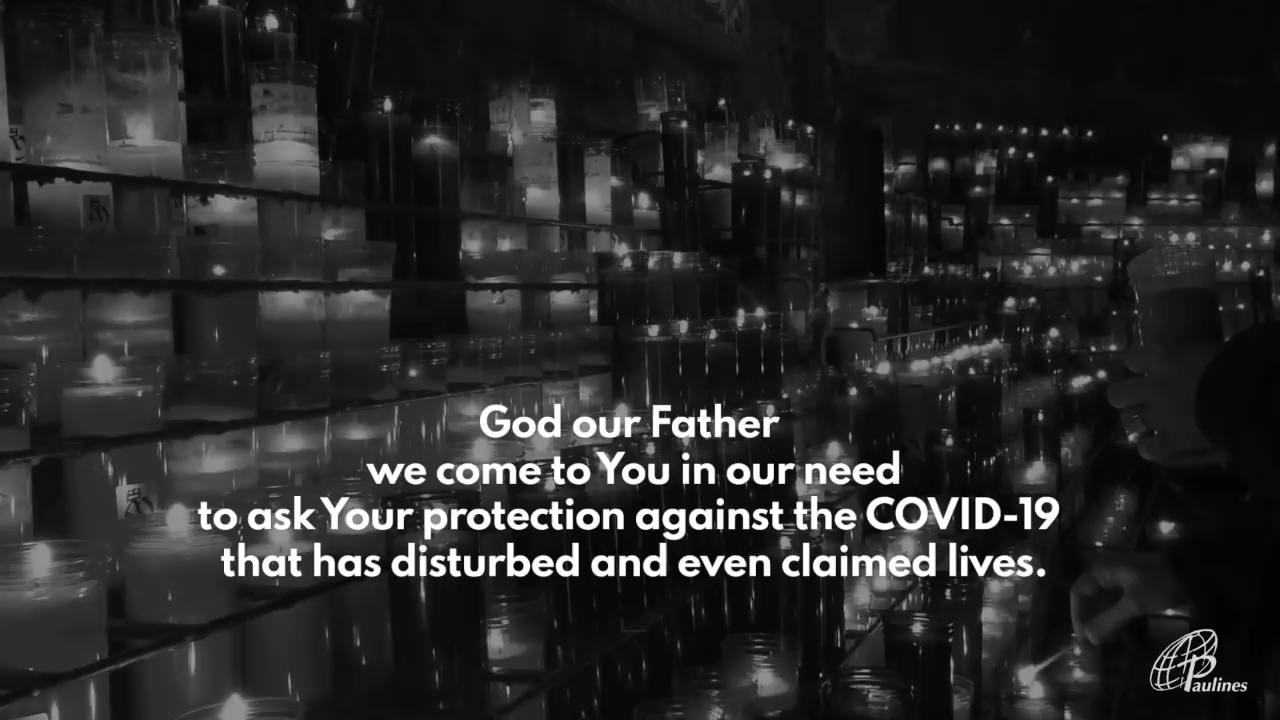 God our Father
we come to You in our need
to ask Your protection against the COVID-19
that has disturbed and even claimed lives.
Paulines